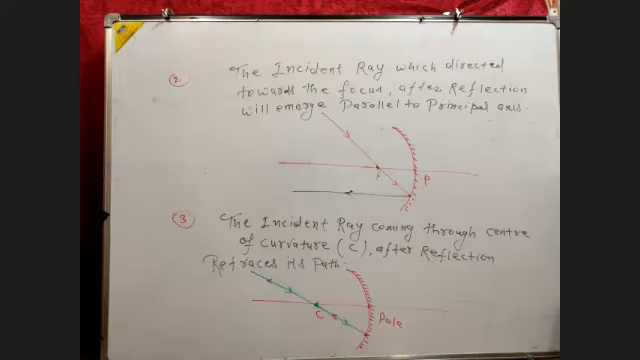 (2) The Incident Ray which directed
towards the focus, after Reflection
will emerge Parallel to Principal axis.
F
P
(3) The Incident Ray coming through centre
of curvature (C), after Reflection
Retraces Its Path.
C
Pole